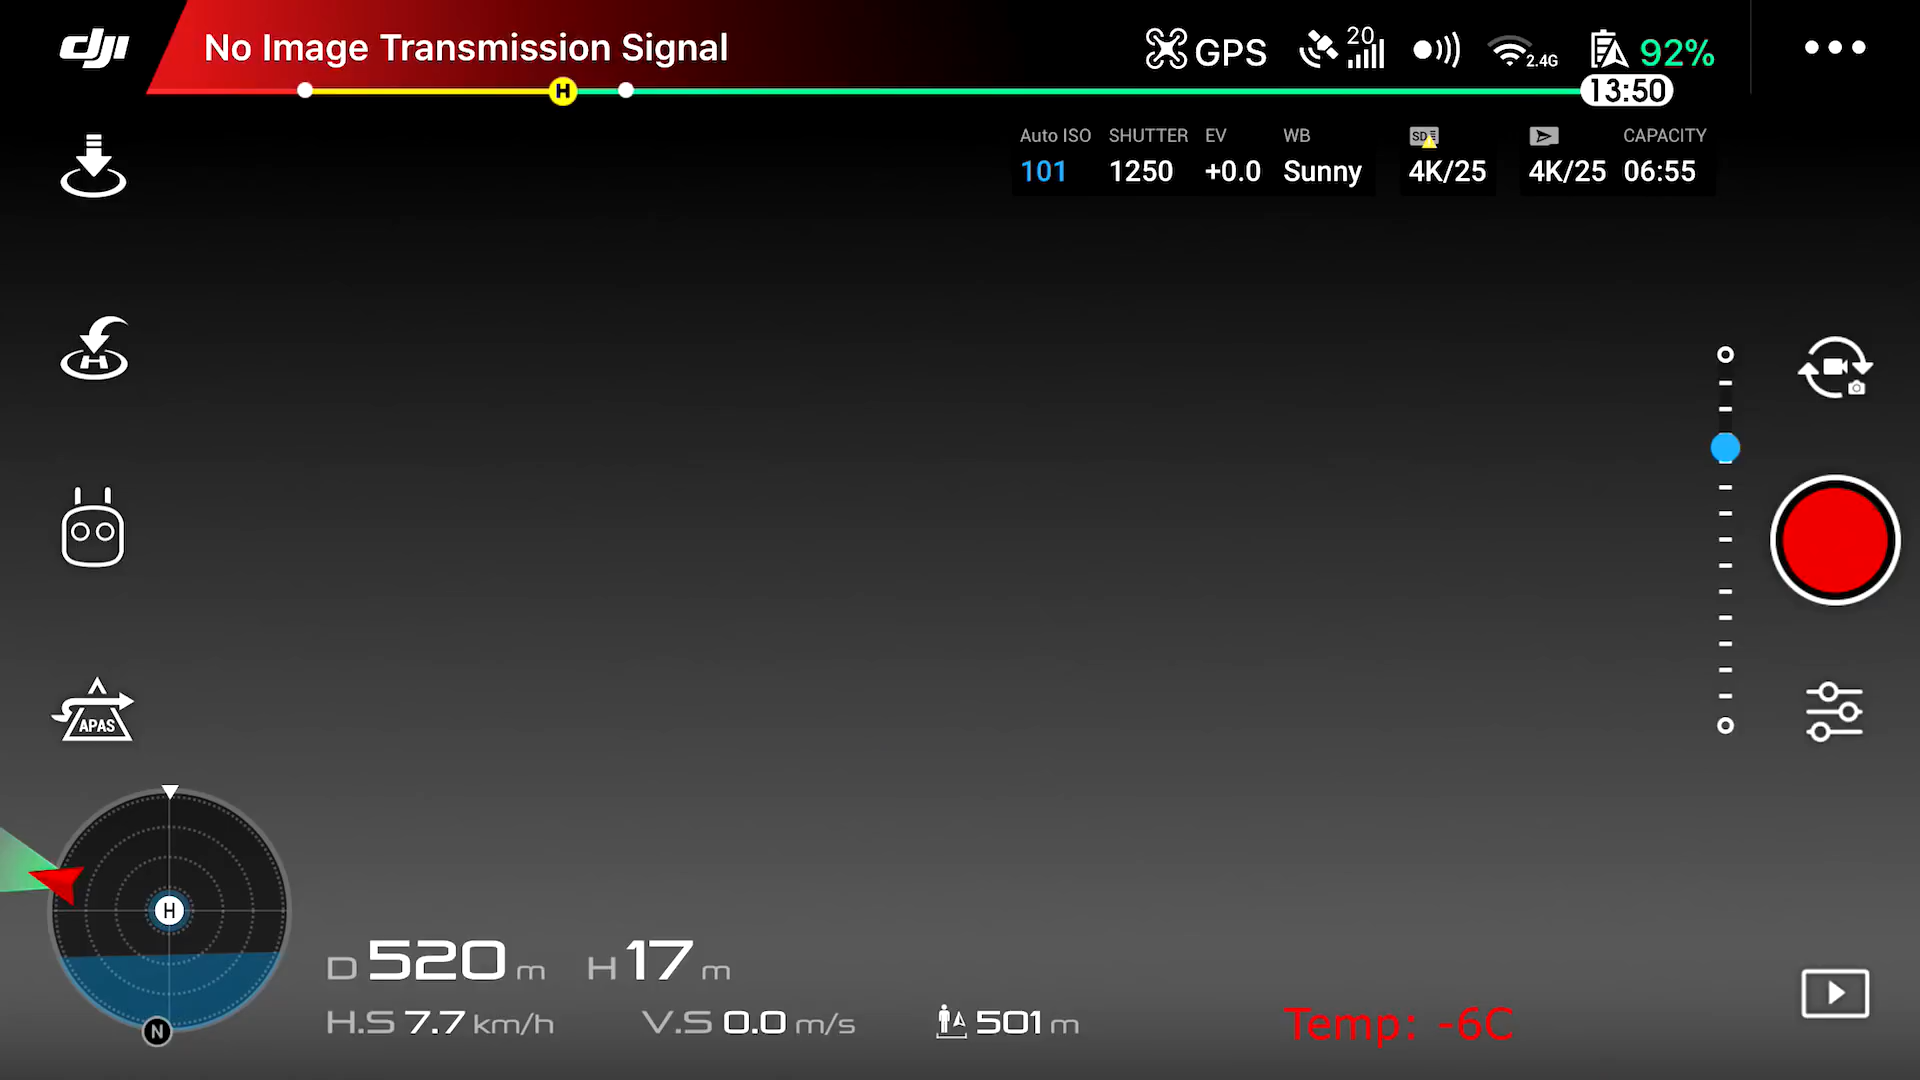 dji No Image Transmission Signal GPS 20 2.4G 92%
H 13:50
Auto ISO SHUTTER EV WB SD CAPACITY
101 1250 +0.0 Sunny 4K/25 4K/25 06:55
H
APAS
H
N
D 520 m H 17 m
H.S 7.7 km/h V.S 0.0 m/s 501 m
Temp: -6C